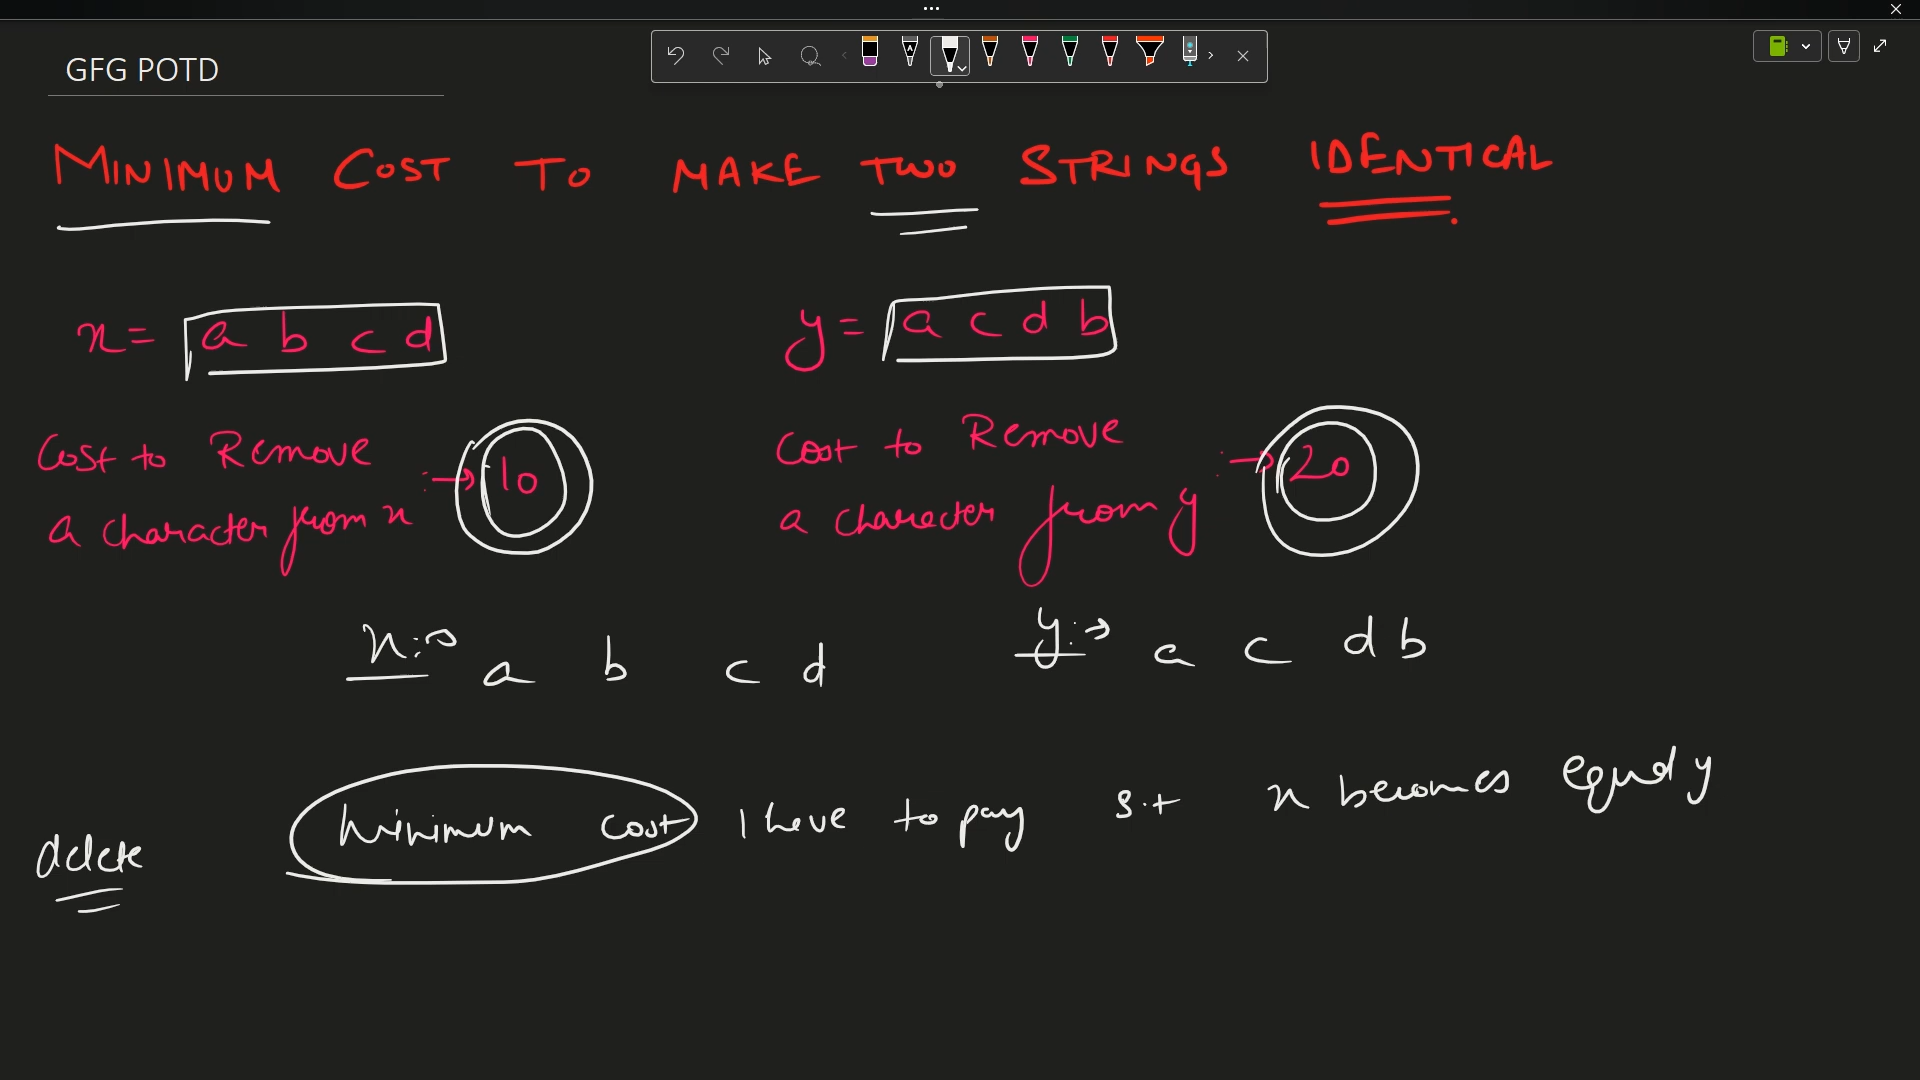 GFG POTD
MINIMUM COST TO MAKE TWO STRINGS IDENTICAL
x = a b c d
y = a c d b
Cost to Remove a character from x :→ 10
Cost to Remove a character from y :→ 20
x :→ a b c d
y :→ a c d b
Minimum cost I have to pay s.t x becomes equal y
delete